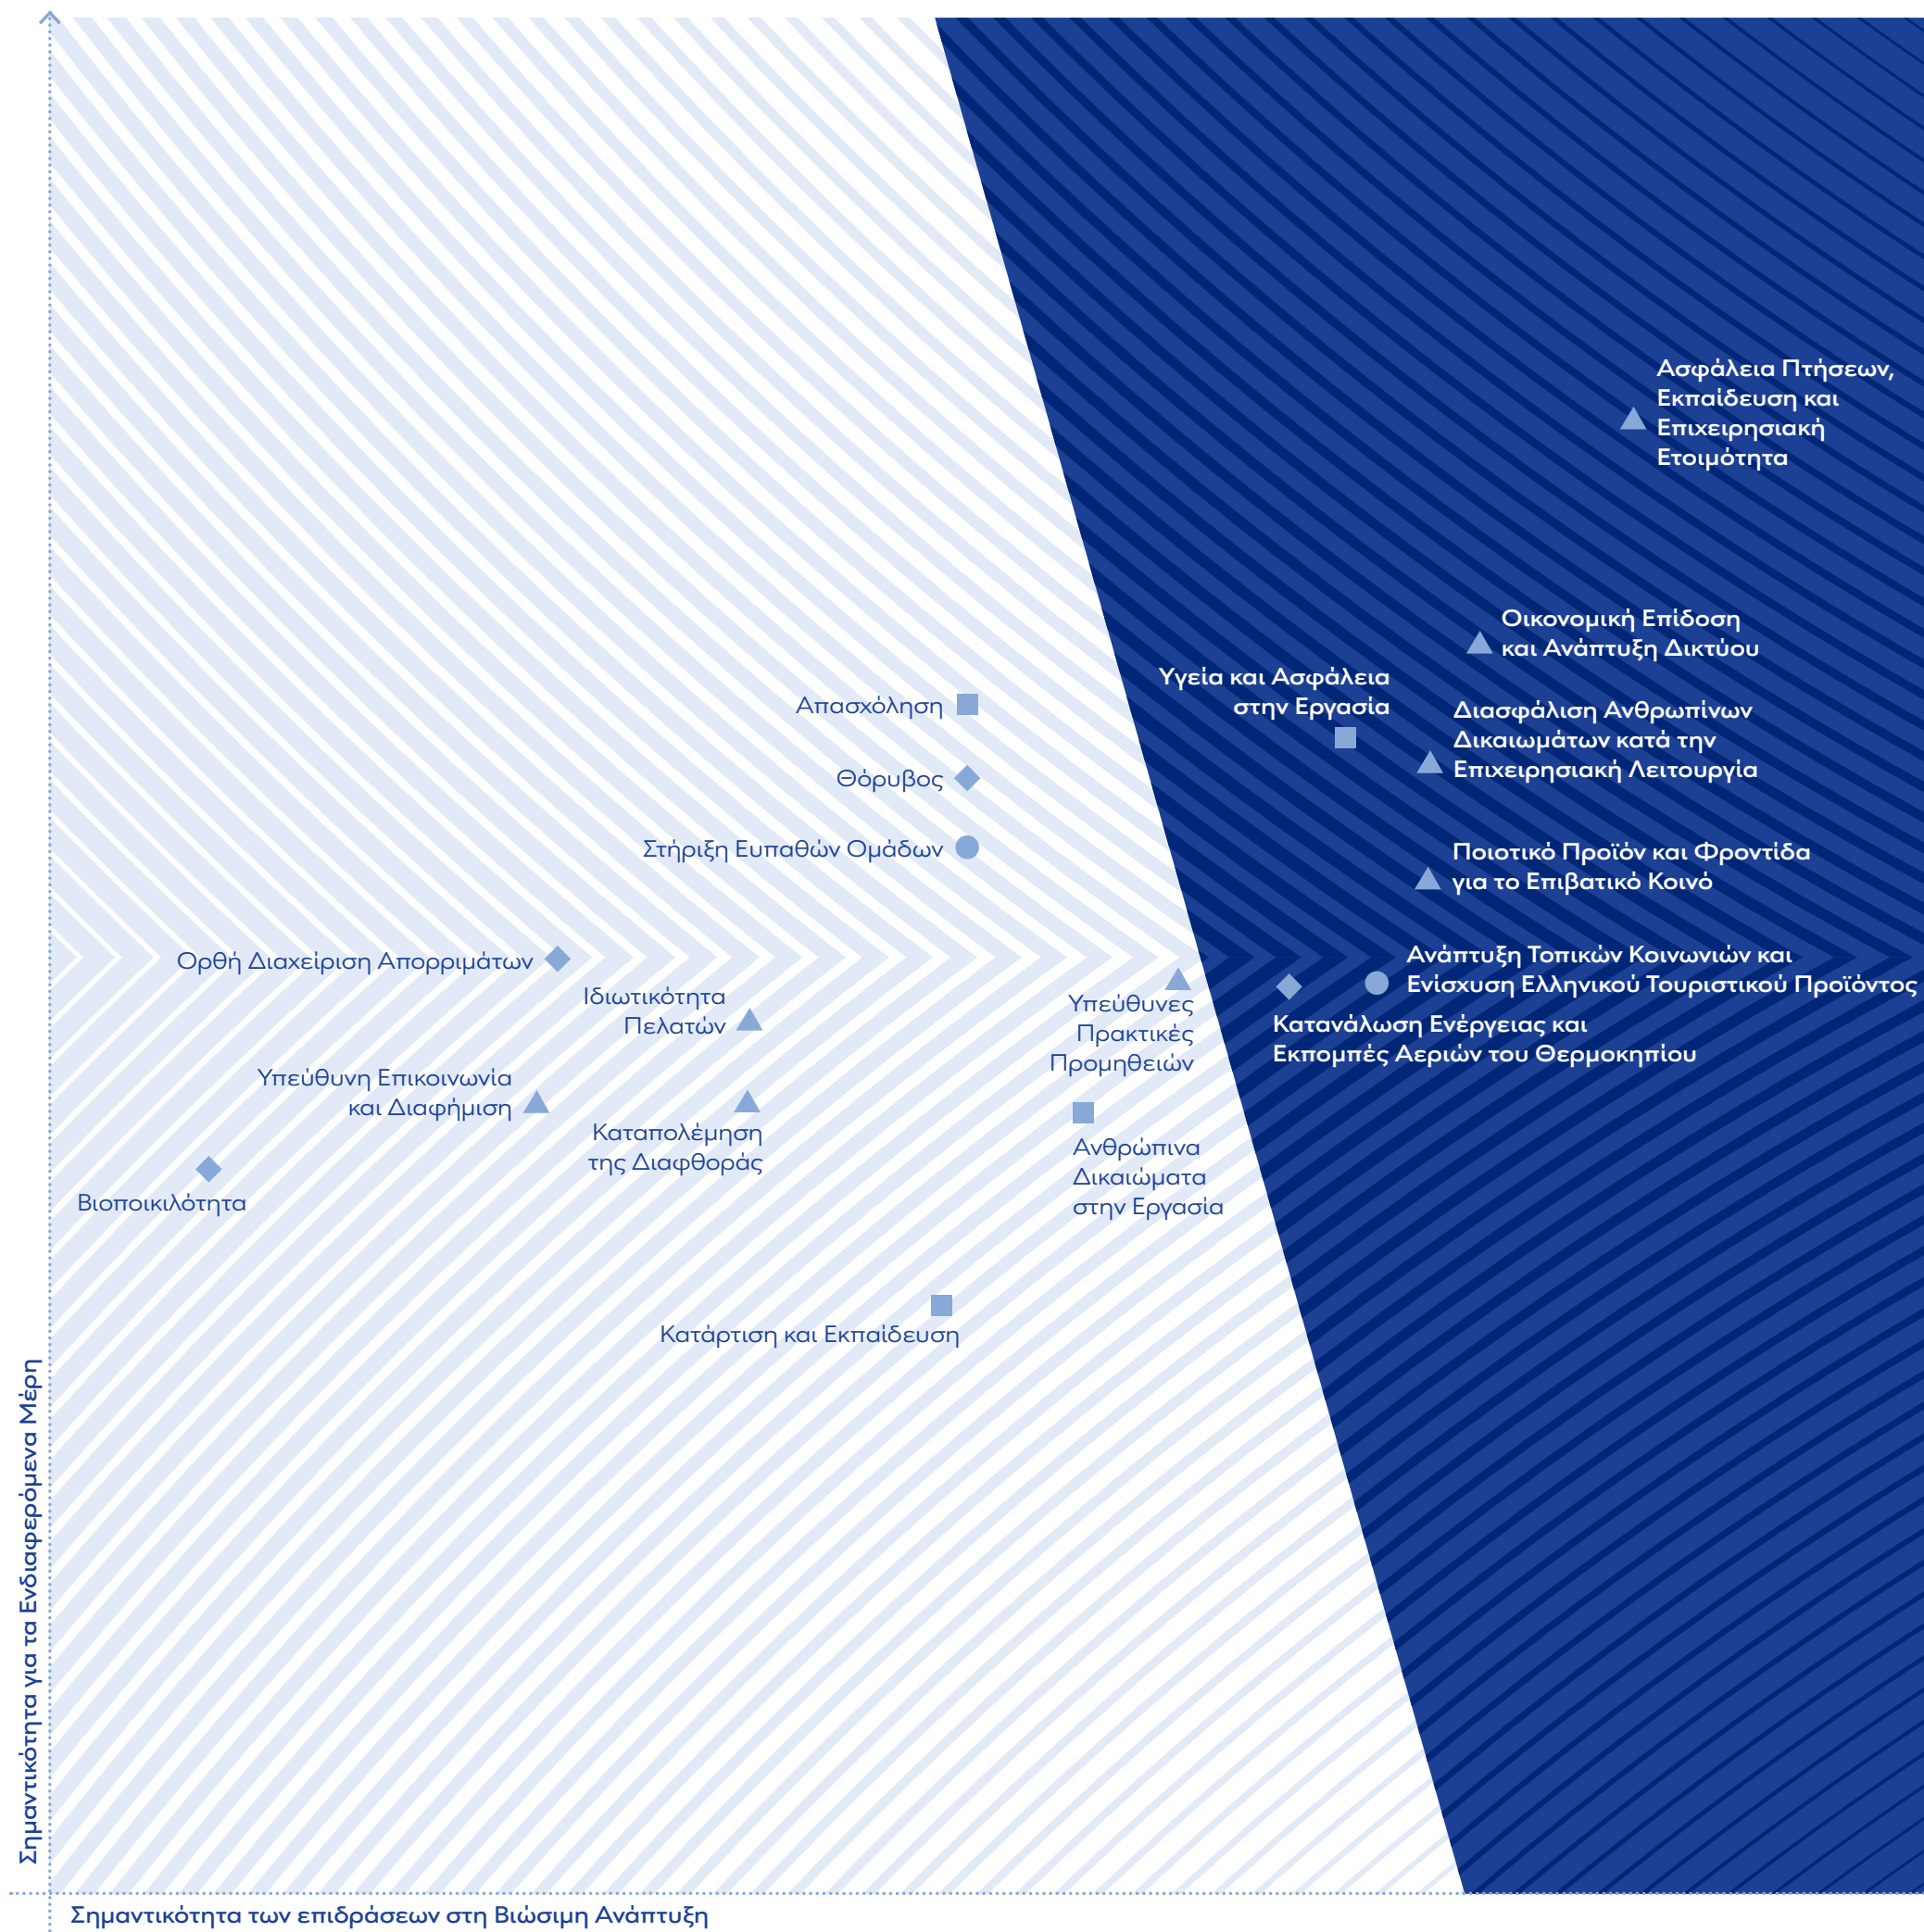 Ασφάλεια Πτήσεων,
Εκπαίδευση και
Επιχειρησιακή
Ετοιμότητα
Οικονομική Επίδοση
και Ανάπτυξη Δικτύου
Υγεία και Ασφάλεια
στην Εργασία
Απασχόληση
Διασφάλιση Ανθρωπίνων
Δικαιωμάτων κατά την
Επιχειρησιακή Λειτουργία
Θόρυβος
Στήριξη Ευπαθών Ομάδων
Ποιοτικό Προϊόν και Φροντίδα
για το Επιβατικό Κοινό
Ορθή Διαχείριση Απορριμάτων
Ανάπτυξη Τοπικών Κοινωνιών και
Ενίσχυση Ελληνικού Τουριστικού Προϊόντος
Ιδιωτικότητα
Πελατών
Υπεύθυνες
Πρακτικές
Προμηθειών
Κατανάλωση Ενέργειας και
Εκπομπές Αεριών του Θερμοκηπίου
Υπεύθυνη Επικοινωνία
και Διαφήμιση
Καταπολέμηση
της Διαφθοράς
Ανθρώπινα
Δικαιώματα
στην Εργασία
Βιοποικιλότητα
Κατάρτιση και Εκπαίδευση
Σημαντικότητα για τα Ενδιαφερόμενα Μέρη
Σημαντικότητα των επιδράσεων στη Βιώσιμη Ανάπτυξη